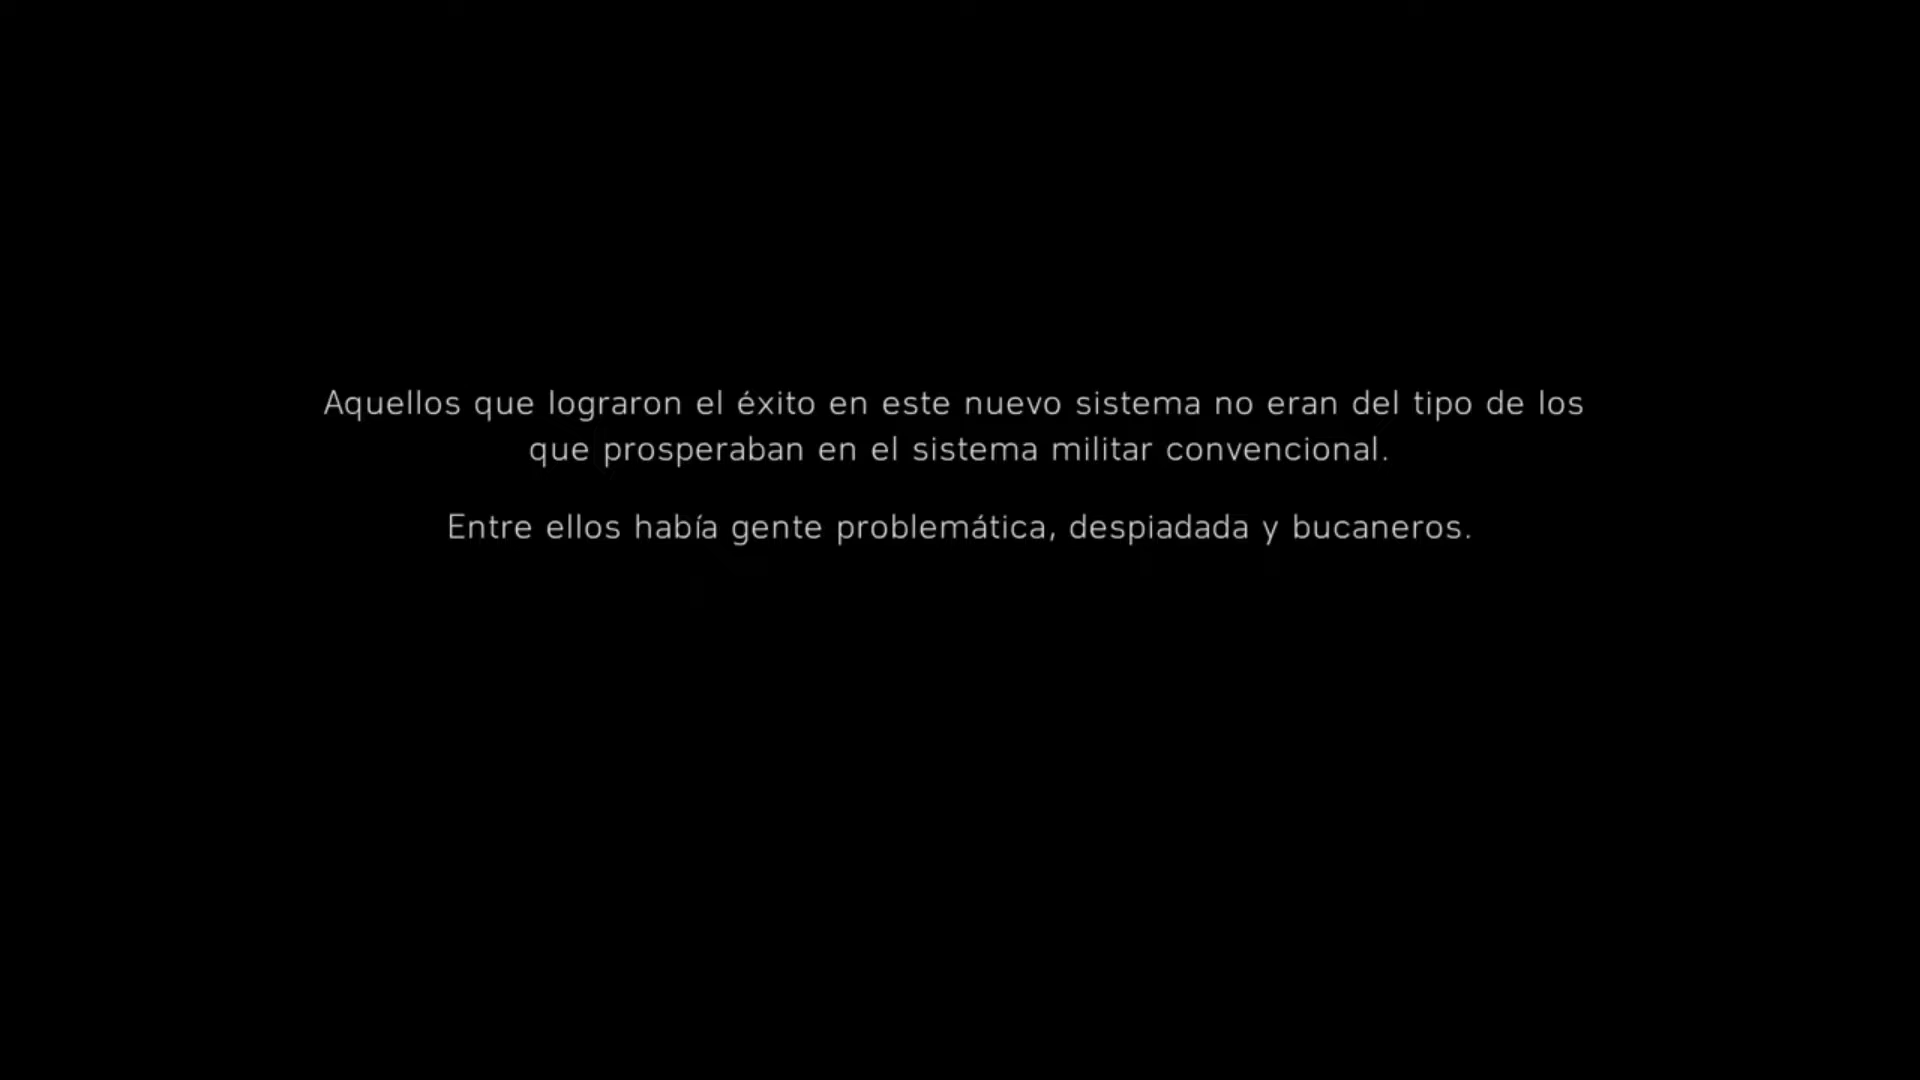 Aquellos que lograron el éxito en este nuevo sistema no eran del tipo de los
que prosperaban en el sistema militar convencional.
Entre ellos había gente problemática, despiadada y bucaneros.